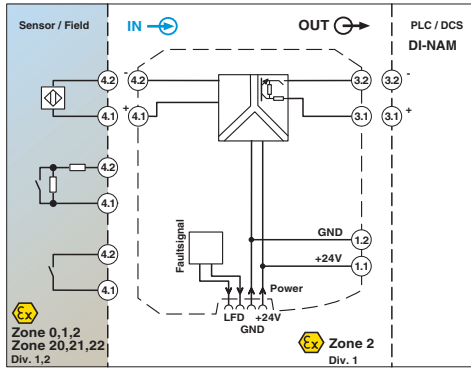 Sensor / Field
IN
OUT
PLC / DCS
DI-NAM
4.2 - 4.2 3.2 3.2 -
4.1 + 4.1 3.1 3.1 +
4.2
4.1
4.2
4.1
Faultsignal
GND 1.2
+24V 1.1
Power
LFD +24V
GND
Ex
Zone 0,1,2
Zone 20,21,22
Div. 1,2
Ex Zone 2
Div. 1